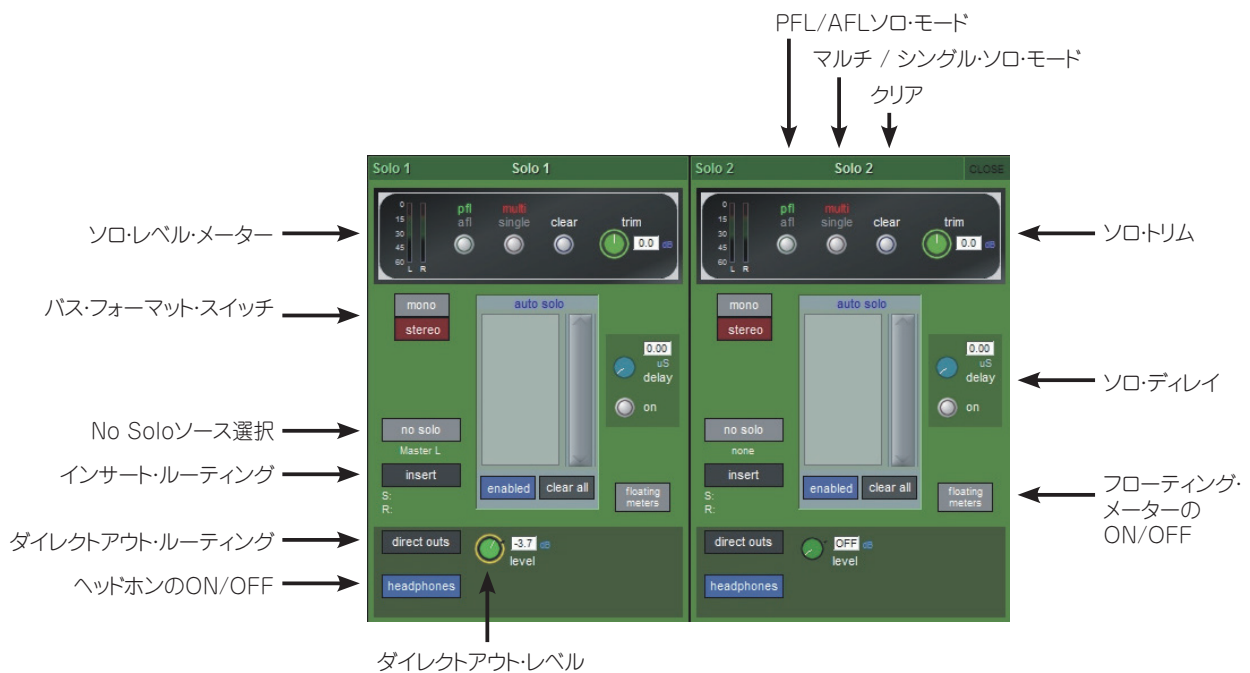 PFL/AFLソロ・モード
マルチ / シングル・ソロ・モード
クリア
Solo 1 Solo 1
Solo 2 Solo 2 CLOSE
ソロ・レベル・メーター
0
15
30
45
60
L R
pfl
afl
multi
single
clear
trim
0.0 dB
0
15
30
45
60
L R
pfl
afl
multi
single
clear
trim
0.0 dB
ソロ・トリム
バス・フォーマット・スイッチ
mono
stereo
auto solo
0.00
uS
delay
on
mono
stereo
auto solo
0.00
uS
delay
on
ソロ・ディレイ
No Soloソース選択
no solo
Master L
no solo
none
インサート・ルーティング
insert
S:
R:
enabled clear all
floating
meters
insert
S:
R:
enabled clear all
floating
meters
フローティング・
メーターの
ON/OFF
ダイレクトアウト・ルーティング
direct outs
-3.7 dB
level
direct outs
OFF dB
level
ヘッドホンのON/OFF
headphones
headphones
ダイレクトアウト・レベル